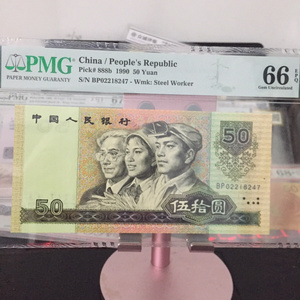 PMG
PAPER MONEY GUARANTY
China / People's Republic
Pick# 888b 1990 50 Yuan
S/N BP02218247 - Wmk: Steel Worker
66 EPQ
Gem Uncirculated
中国人民银行
50
BP02218247
50
伍拾圆